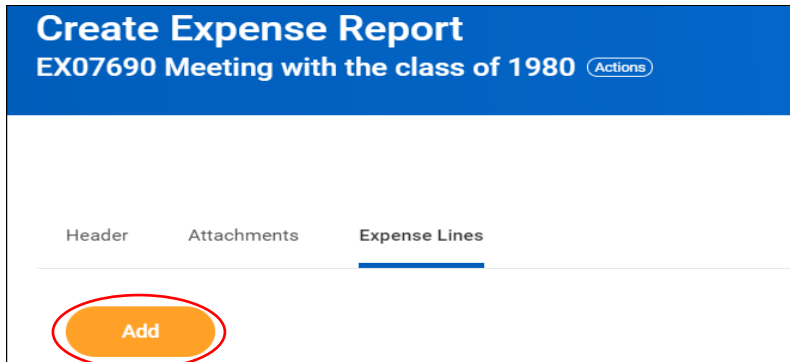 Create Expense Report
EX07690 Meeting with the class of 1980 Actions
Header Attachments Expense Lines
Add